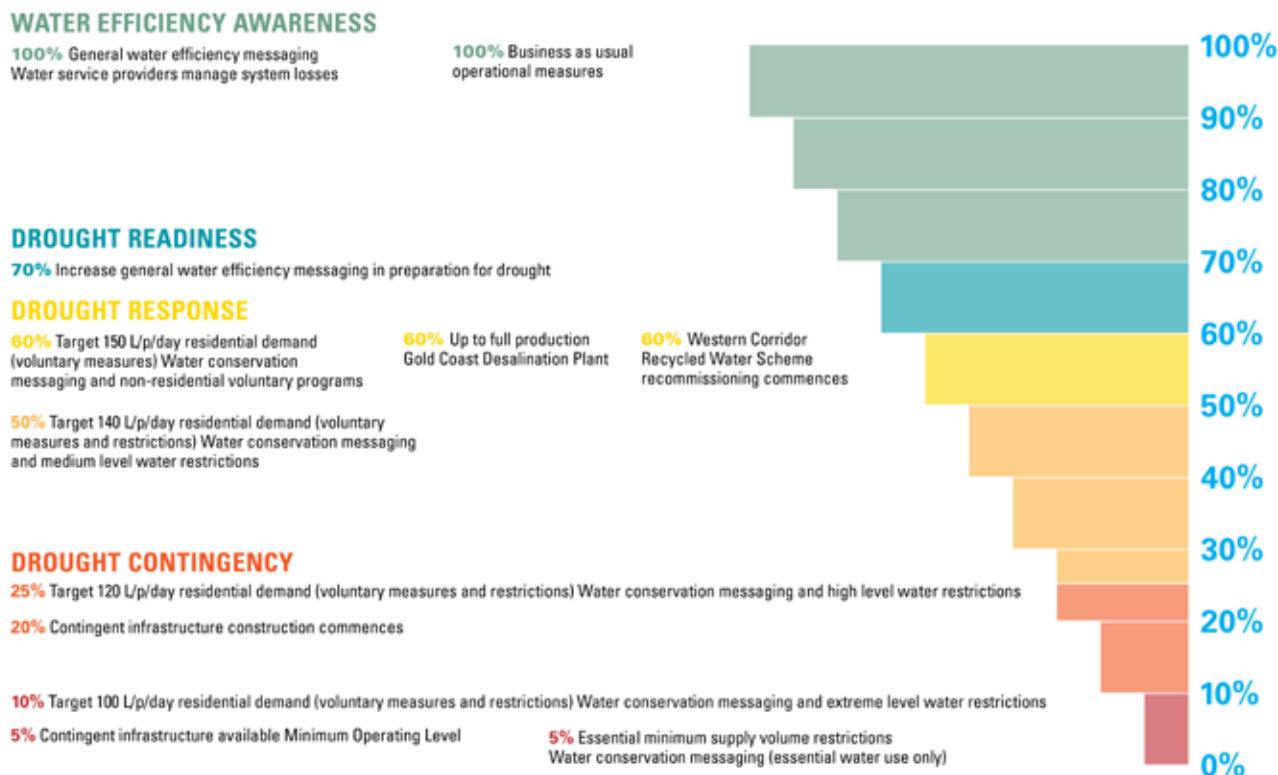 WATER EFFICIENCY AWARENESS
100% General water efficiency messaging
Water service providers manage system losses
100% Business as usual
operational measures
DROUGHT READINESS
70% Increase general water efficiency messaging in preparation for drought
DROUGHT RESPONSE
60% Target 150 L/p/day residential demand
(voluntary measures) Water conservation
messaging and non-residential voluntary programs
60% Up to full production
Gold Coast Desalination Plant
60% Western Corridor
Recycled Water Scheme
recommissioning commences
50% Target 140 L/p/day residential demand (voluntary
measures and restrictions) Water conservation messaging
and medium level water restrictions
DROUGHT CONTINGENCY
25% Target 120 L/p/day residential demand (voluntary measures and restrictions) Water conservation messaging and high level water restrictions
20% Contingent infrastructure construction commences
10% Target 100 L/p/day residential demand (voluntary measures and restrictions) Water conservation messaging and extreme level water restrictions
5% Contingent infrastructure available Minimum Operating Level
5% Essential minimum supply volume restrictions
Water conservation messaging (essential water use only)
100%
90%
80%
70%
60%
50%
40%
30%
20%
10%
0%